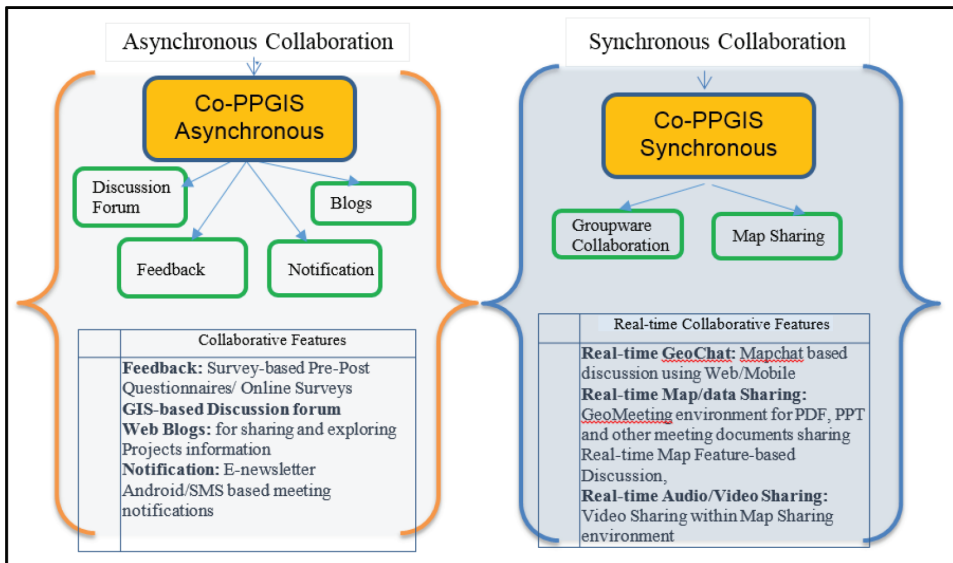 Asynchronous Collaboration
Co-PPGIS
Asynchronous
Discussion
Forum
Blogs
Feedback
Notification
Collaborative Features
Feedback: Survey-based Pre-Post
Questionnaires/ Online Surveys
GIS-based Discussion forum
Web Blogs: for sharing and exploring
Projects information
Notification: E-newsletter
Android/SMS based meeting
notifications
Synchronous Collaboration
Co-PPGIS
Synchronous
Groupware
Collaboration
Map Sharing
Real-time Collaborative Features
Real-time GeoChat: Mapchat based
discussion using Web/Mobile
Real-time Map/data Sharing:
GeoMeeting environment for PDF, PPT
and other meeting documents sharing
Real-time Map Feature-based
Discussion,
Real-time Audio/Video Sharing:
Video Sharing within Map Sharing
environment